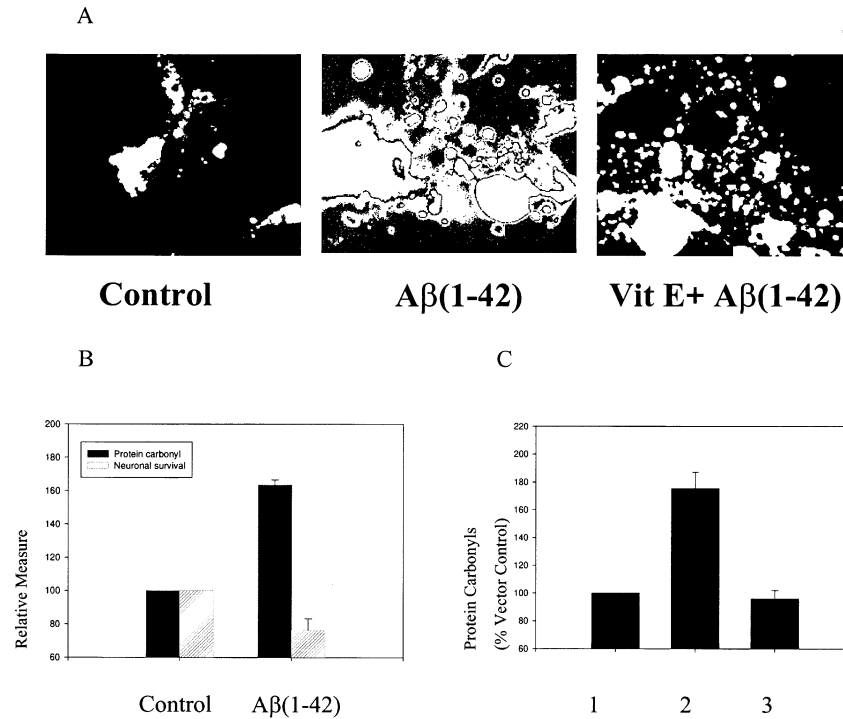 A
Control
Aβ(1-42)
Vit E+ Aβ(1-42)
B
Relative Measure
200
180
160
140
120
100
80
60
Protein carbonyl
Neuronal survival
Control
Aβ(1-42)
C
Protein Carbonyls
(% Vector Control)
220
200
180
160
140
120
100
80
60
1
2
3